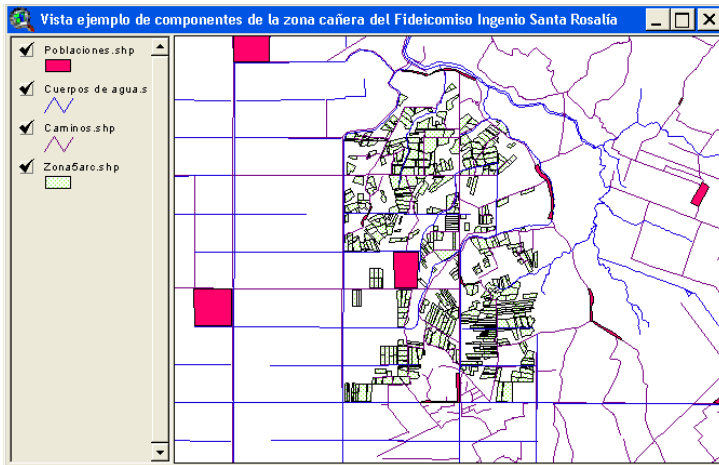 Vista ejemplo de componentes de la zona cañera del Fideicomiso Ingenio Santa Rosalía
Poblaciones.shp
Cuerpos de agua.s
Caminos.shp
Zona5arc.shp